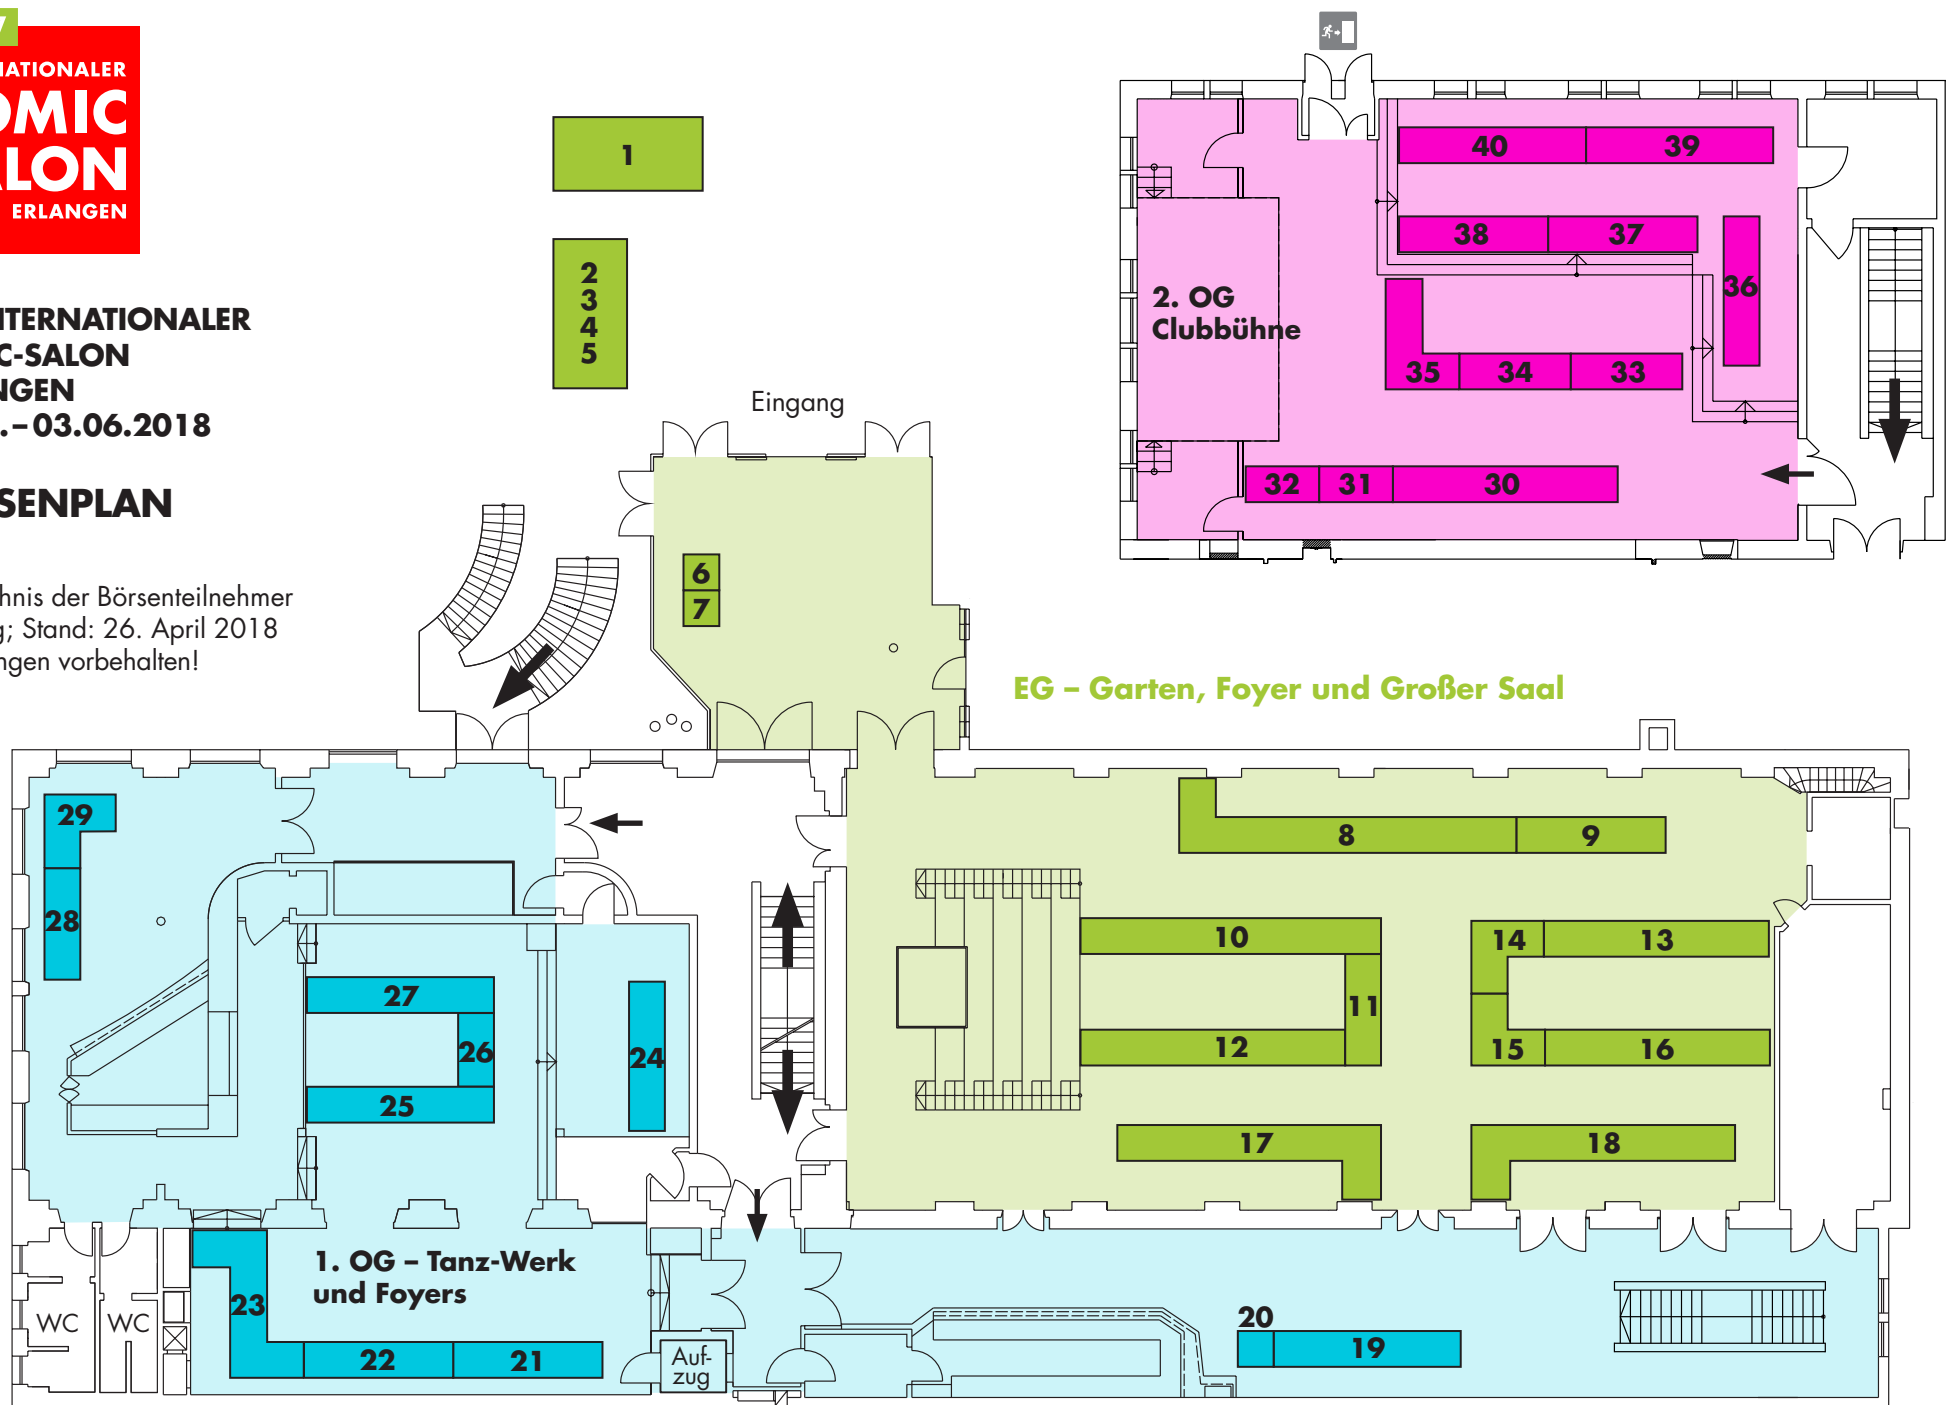 7
NATIONALER
OMIC
ALON
ERLANGEN
NTERNATIONALER
C-SALON
NGEN
.–03.06.2018
SENPLAN
hnis der Börsenteilnehmer
g; Stand: 26. April 2018
ngen vorbehalten!
1
2
3
4
5
Eingang
6
7
40
39
38
37
36
2. OG
Clubbühne
35
34
33
32
31
30
EG – Garten, Foyer und Großer Saal
29
28
27
26
25
24
8
9
10
11
12
14
13
15
16
17
18
1. OG – Tanz-Werk
und Foyers
23
22
21
WC
WC
Auf-
zug
20
19